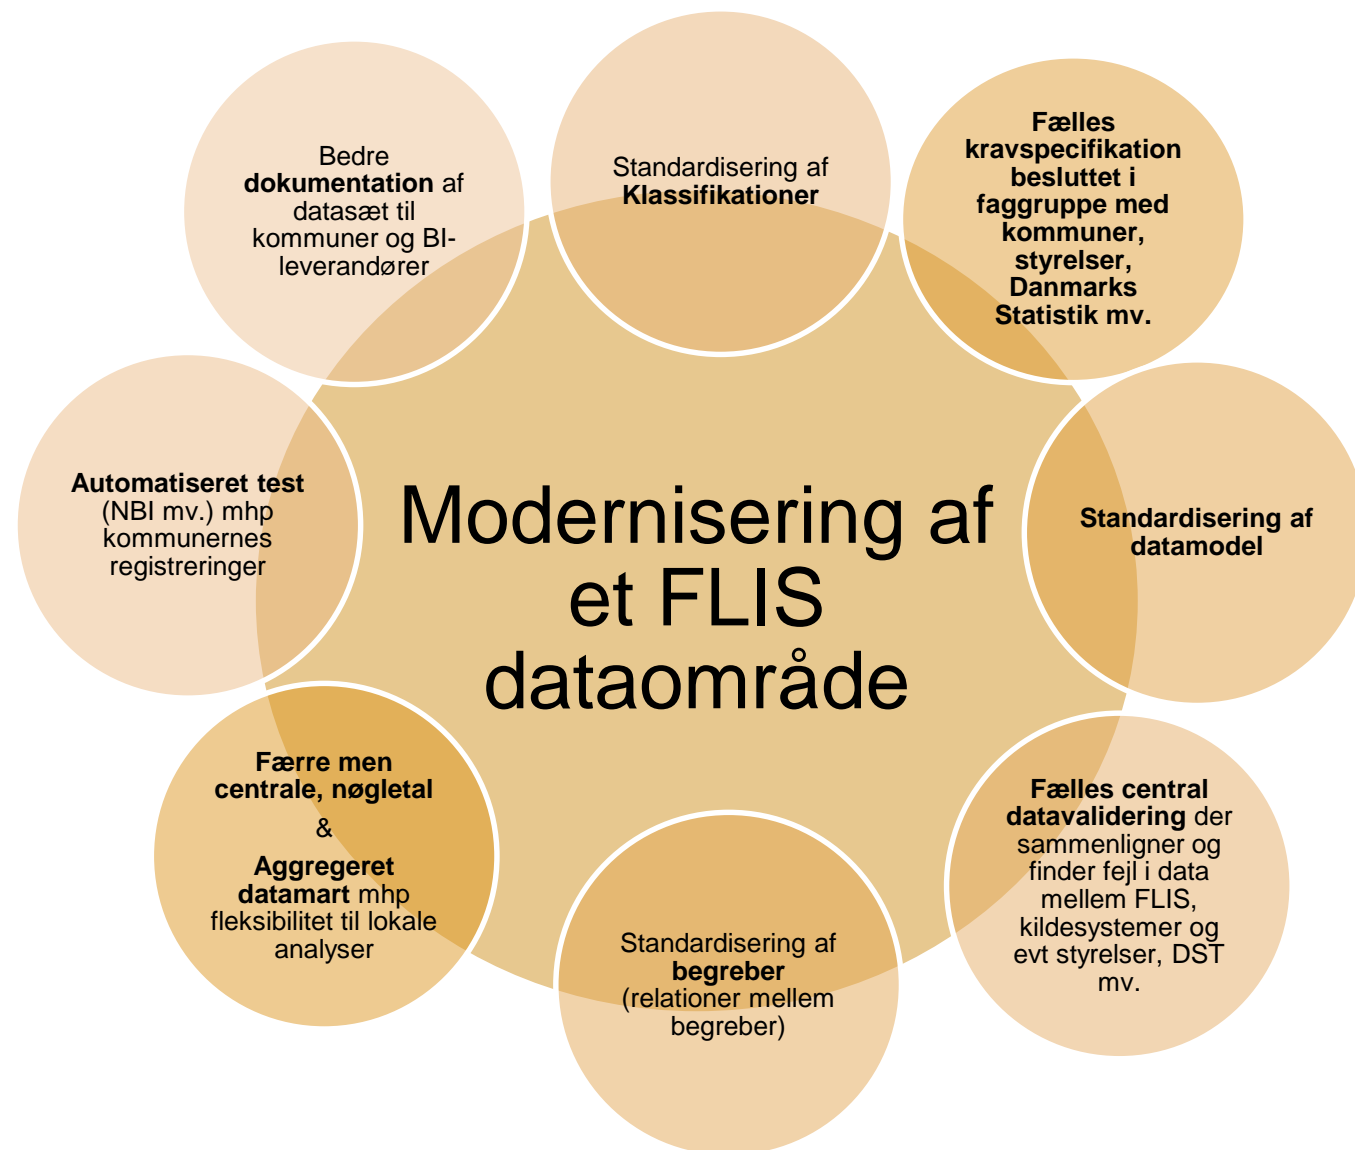 Standardisering af
Klassifikationer
Fælles
kravspecifikation
besluttet i
faggruppe med
kommuner,
styrelser,
Danmarks
Statistik mv.
Standardisering af
datamodel
Fælles central
datavalidering der
sammenligner og
finder fejl i data
mellem FLIS,
kildesystemer og
evt styrelser, DST
mv.
Standardisering af
begreber
(relationer mellem
begreber)
Færre men
centrale, nøgletal
&
Aggregeret
datamart mhp
fleksibilitet til lokale
analyser
Automatiseret test
(NBI mv.) mhp
kommunernes
registreringer
Bedre
dokumentation af
datasæt til
kommuner og BI-
leverandører
Modernisering af
et FLIS
dataområde